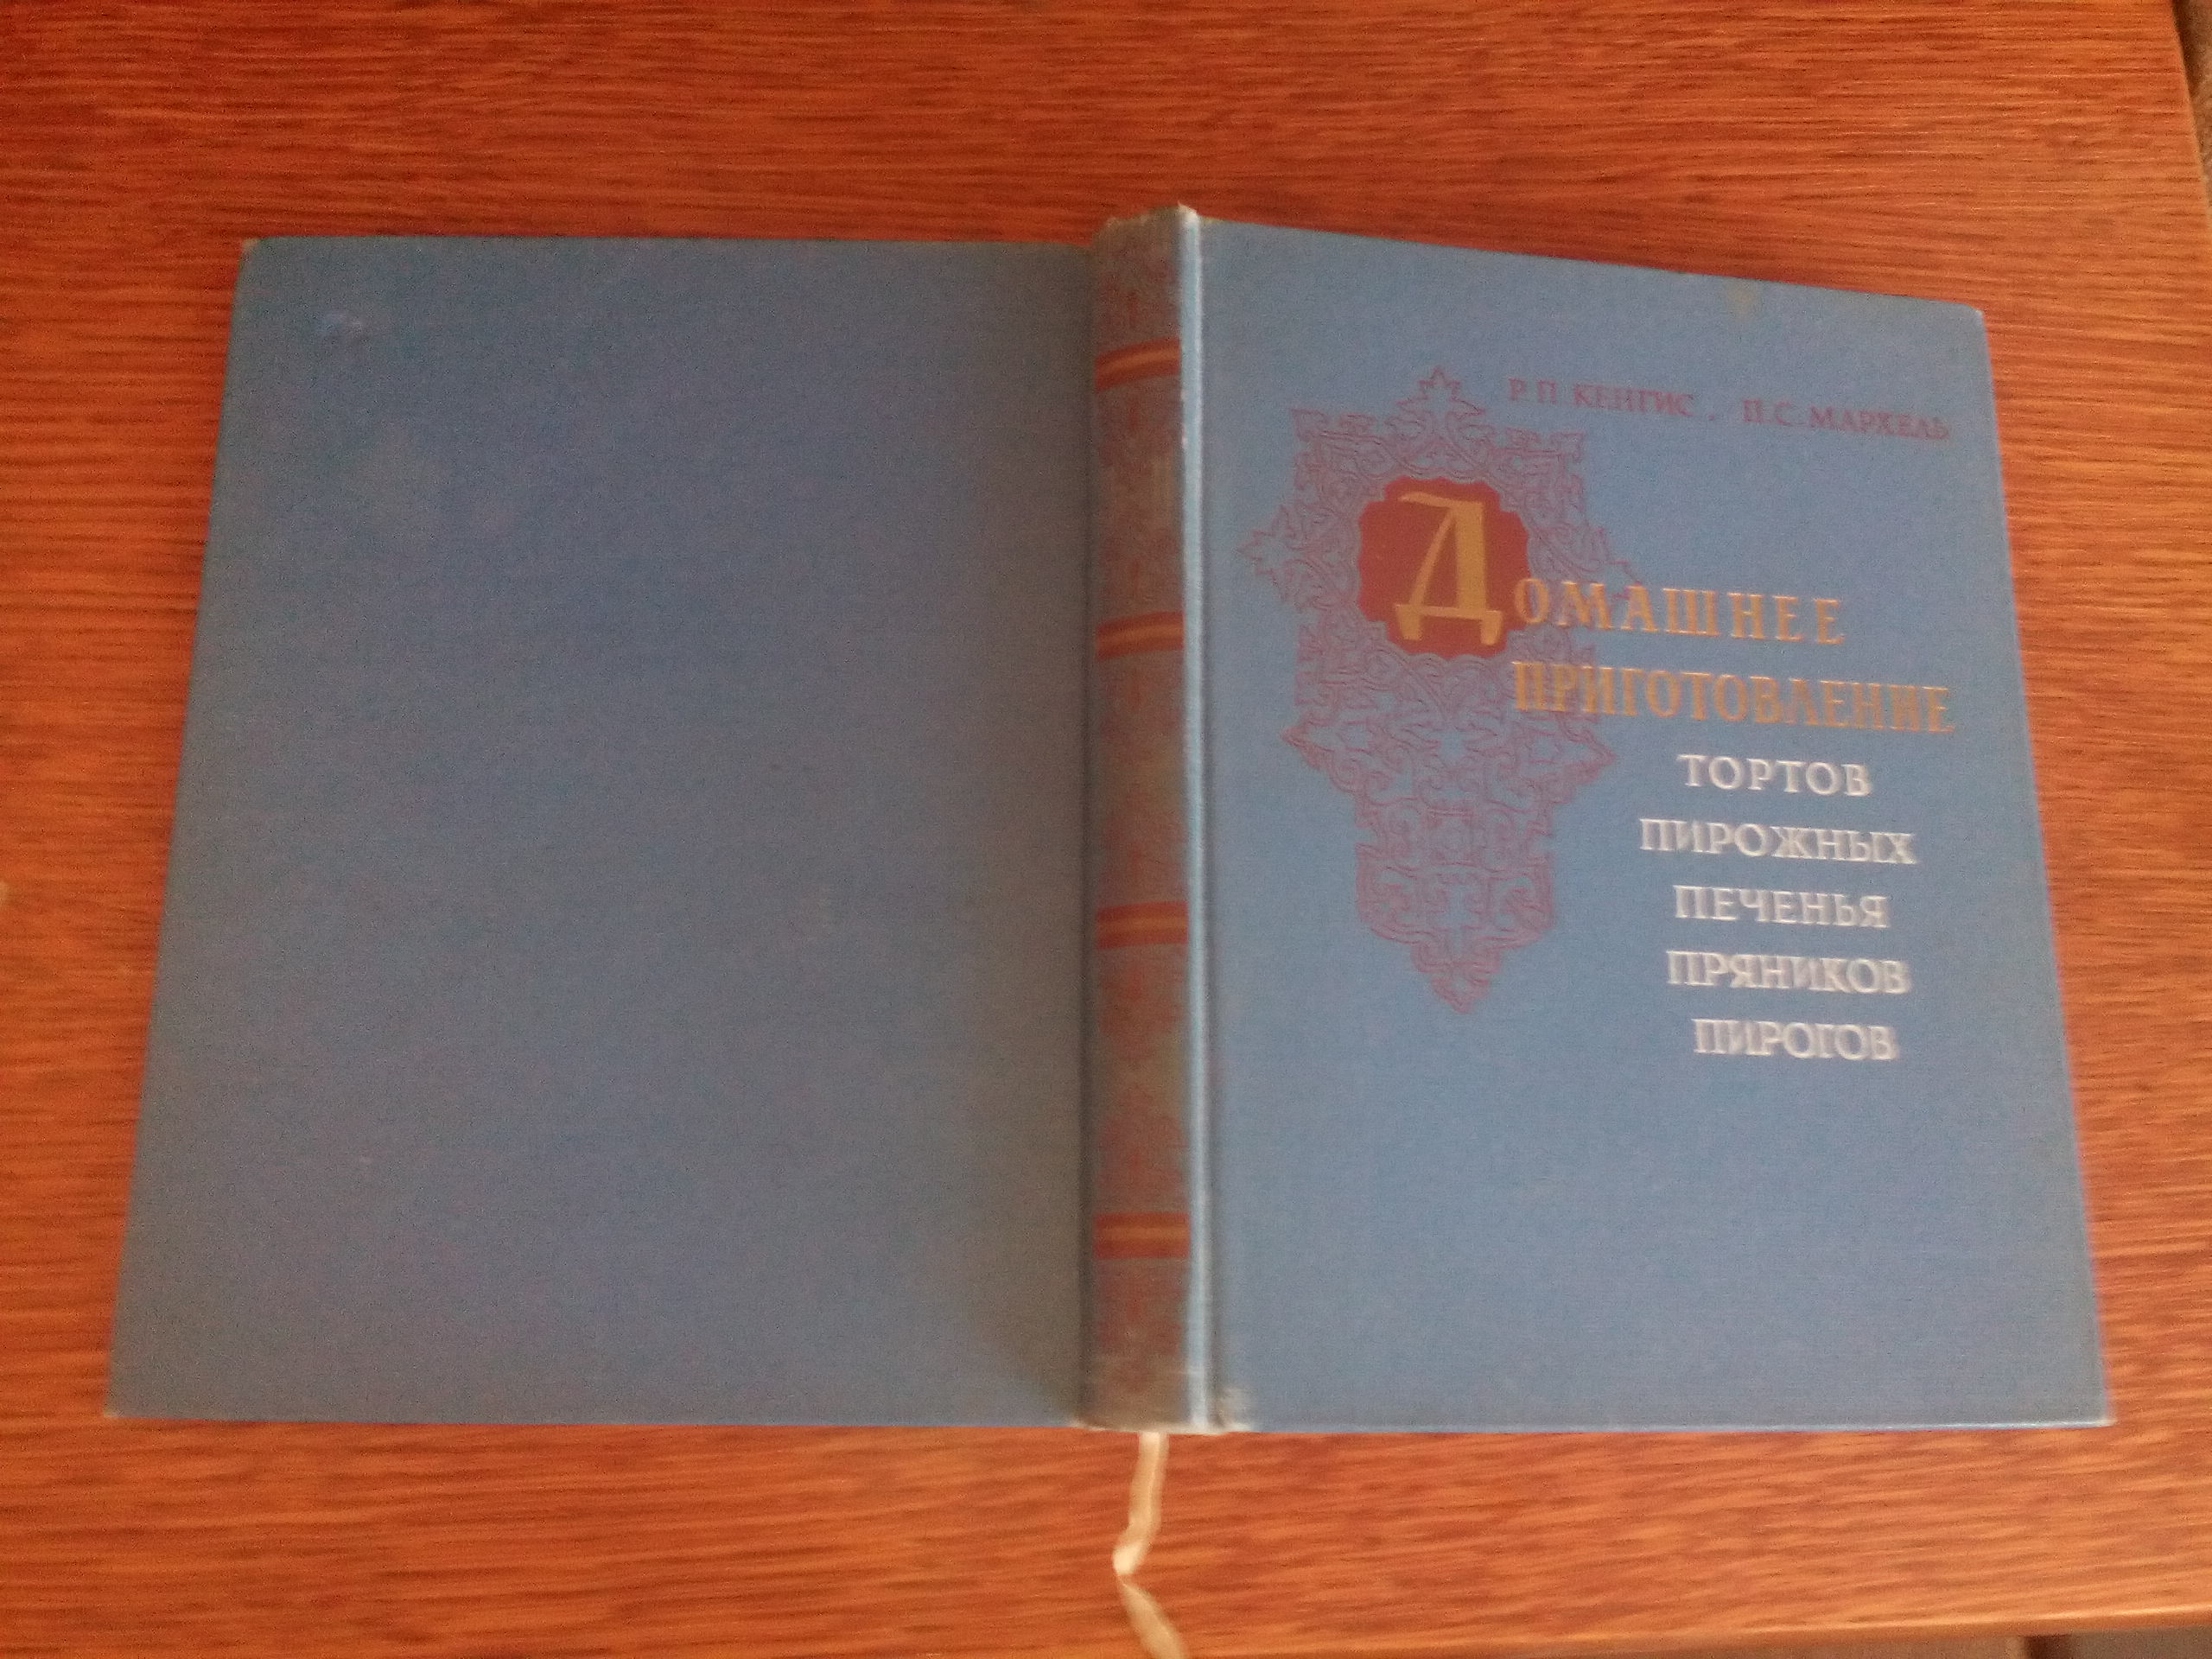 Р. П. КЕНГИС, П. С. МАРХЕЛЬ
ДОМАШНЕЕ
ПРИГОТОВЛЕНИЕ
ТОРТОВ
ПИРОЖНЫХ
ПЕЧЕНЬЯ
ПРЯНИКОВ
ПИРОГОВ